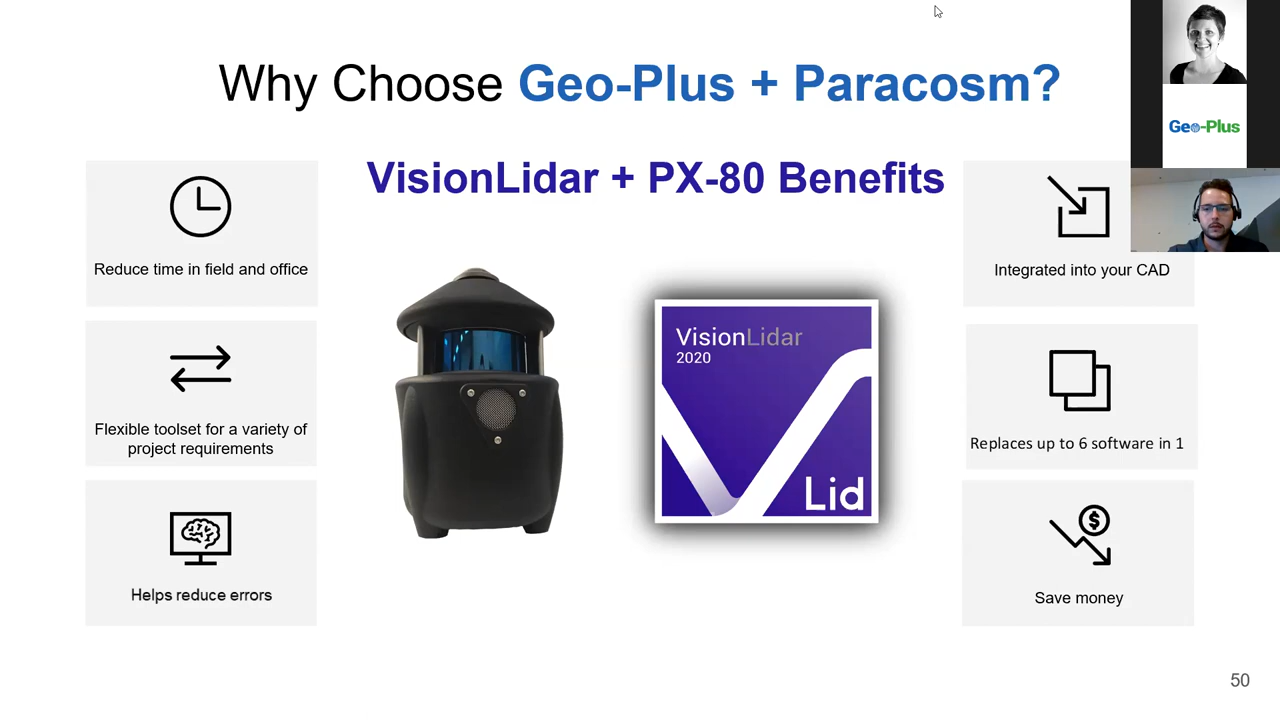 Why Choose Geo-Plus + Paracosm?
VisionLidar + PX-80 Benefits
Geo-Plus
Reduce time in field and office
Integrated into your CAD
Flexible toolset for a variety of
project requirements
VisionLidar
2020
Lid
Replaces up to 6 software in 1
Helps reduce errors
$
Save money
50